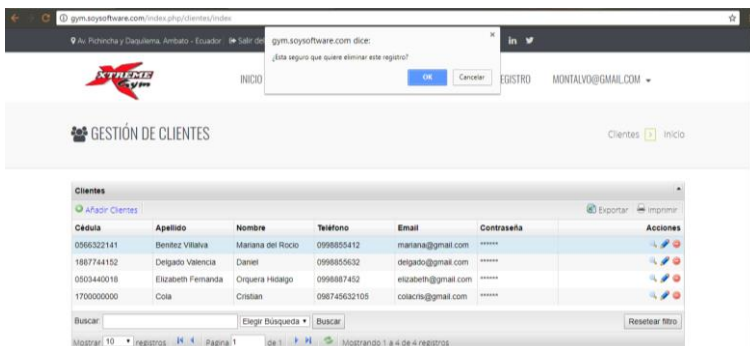 gym.soysoftware.com/index.php/clientes/index
Av. Pichincha y Daquilema. Ambato - Ecuador Salir del
gym.soysoftware.com dice:
¿Esta seguro que quiere eliminar este registro?
OK Cancelar
XTREME
Gym
INICIO
REGISTRO
MONTALVO@GMAIL.COM
GESTIÓN DE CLIENTES
Clientes Inicio
Clientes
Añadir Clientes Exportar Imprimir
Cédula Apellido Nombre Teléfono Email Contraseña Acciones
0566322141 Benitez Villalva Mariana del Rocio 0998855412 mariana@gmail.com ******
1887744152 Delgado Valencia Daniel 0998855632 delgado@gmail.com ******
0503440018 Elizabeth Fernanda Orquera Hidalgo 0998887452 elizabeth@gmail.com ******
1700000000 Cola Cristian 098745632105 colacris@gmail.com ******
Buscar: Elegir Búsqueda Buscar Resetear filtro
Mostrar 10 registros Pagina 1 de 1 Mostrando 1 a 4 de 4 registros